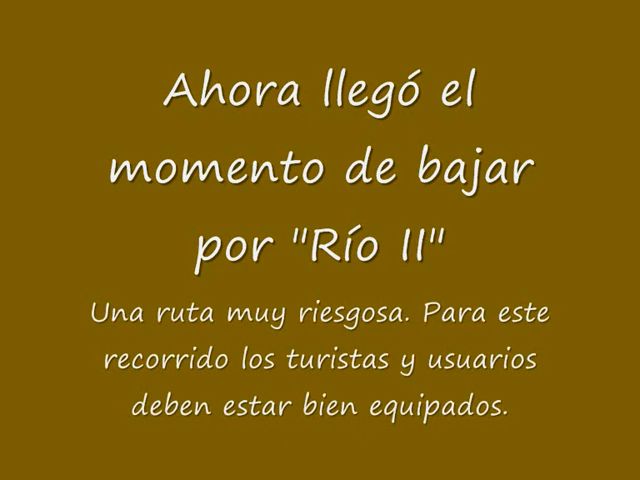 Ahora llegó el
momento de bajar
por "Río II"
Una ruta muy riesgosa. Para este
recorrido los turistas y usuarios
deben estar bien equipados.